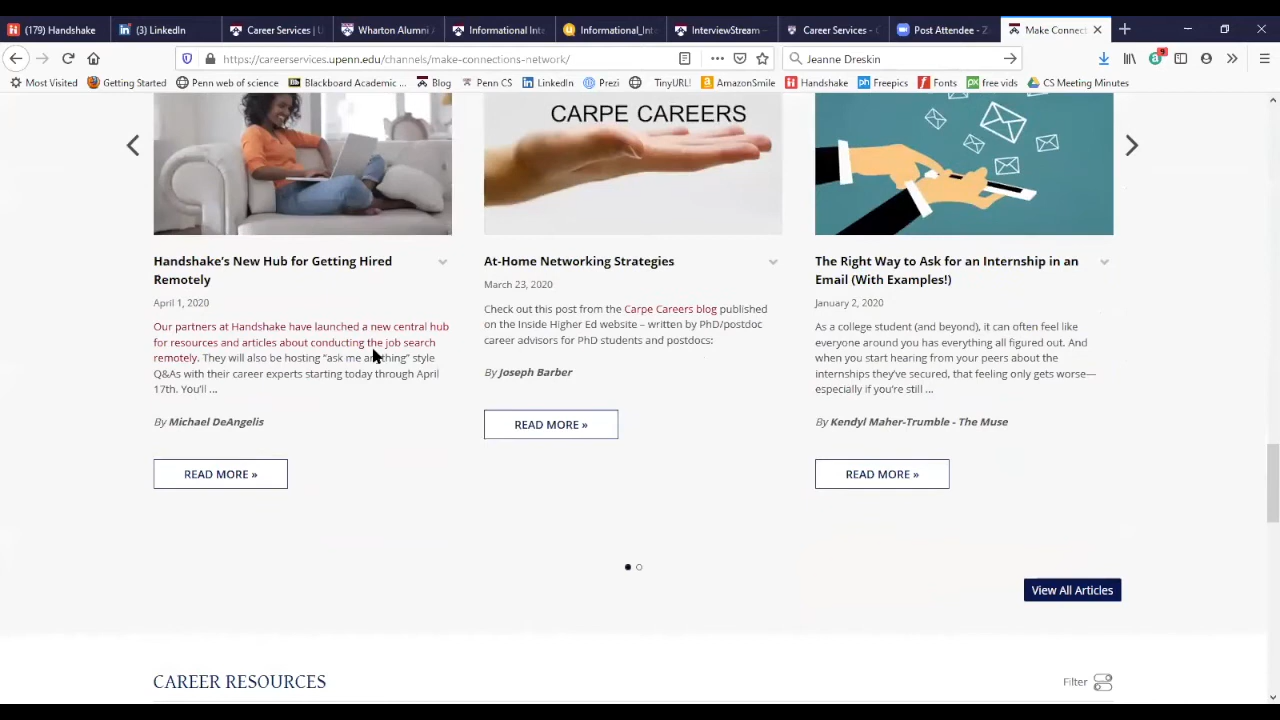 (179) Handshake
(3) LinkedIn
Career Services | U
Wharton Alumni
Informational Int
Informational_Int
InterviewStream
Career Services -
Post Attendee - Z
Make Connect
https://careerservices.upenn.edu/channels/make-connections-network/
Jeanne Dreskin
9
Most Visited
Getting Started
Penn web of science
Blackboard Academic ...
Blog
Pen CS
LinkedIn
Prezi
TinyURL!
AmazonSmile
Handshake
Freepics
Fonts
free vids
CS Meeting Minutes
CARPE CAREERS
Handshake's New Hub for Getting Hired
Remotely
April 1, 2020
Our partners at Handshake have launched a new central hub
for resources and articles about conducting the job search
remotely. They will also be hosting “ask me anything” style
Q&As with their career experts starting today through April
17th. You'll ...
By Michael DeAngelis
READ MORE »
At-Home Networking Strategies
March 23, 2020
Check out this post from the Carpe Careers blog published
on the Inside Higher Ed website – written by PhD/postdoc
career advisors for PhD students and postdocs:
By Joseph Barber
READ MORE »
The Right Way to Ask for an Internship in an
Email (With Examples!)
January 2, 2020
As a college student (and beyond), it can often feel like
everyone around you has everything all figured out. And
when you start hearing from your peers about the
internships they've secured, that feeling only gets worse—
especially if you're still ...
By Kendyl Maher-Trumble - The Muse
READ MORE »
View All Articles
CAREER RESOURCES
Filter